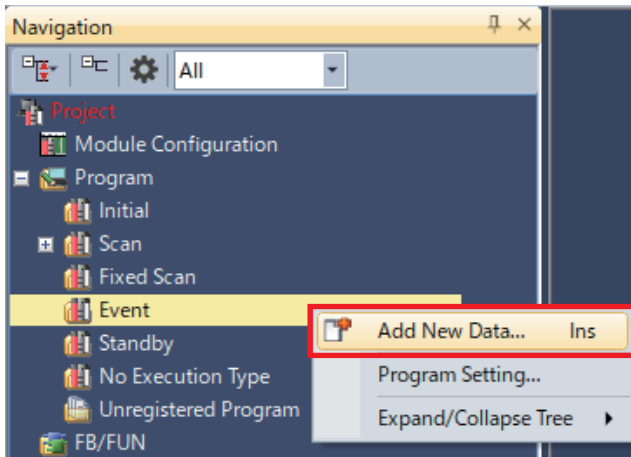 Navigation
All
Project
Module Configuration
Program
Initial
Scan
Fixed Scan
Event
Add New Data... Ins
Standby
Program Setting...
No Execution Type
Unregistered Program
Expand/Collapse Tree
FB/FUN